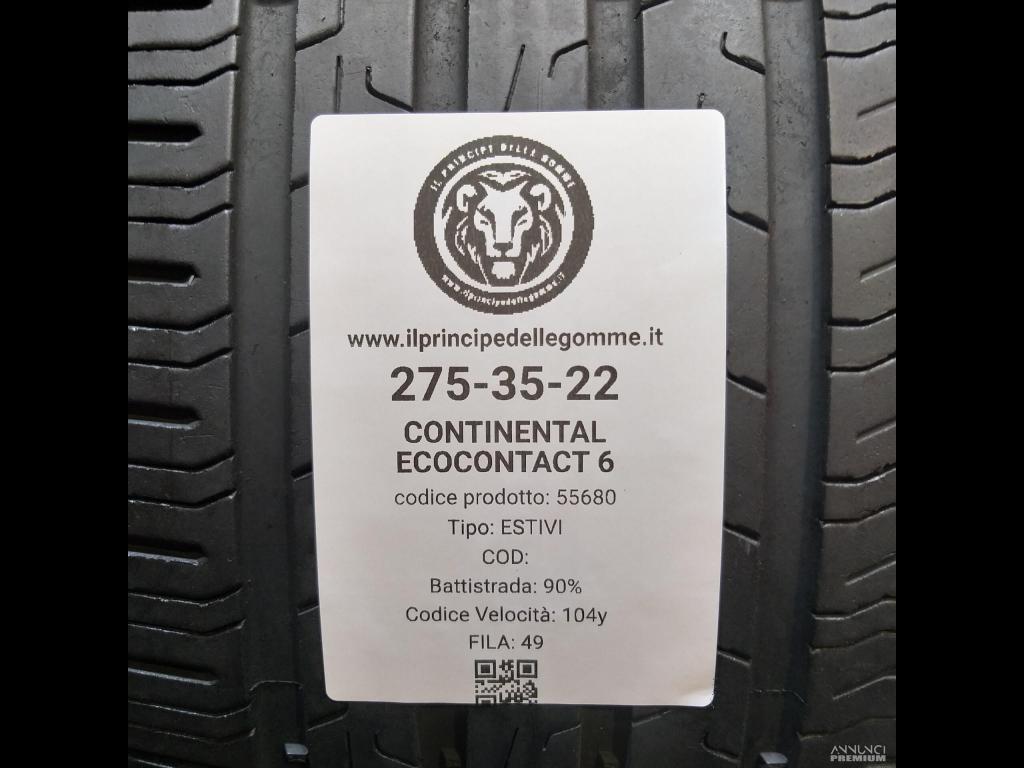 IL PRINCIPE DELLE GOMME
www.ilprincipedellegomme.it
www.ilprincipedellegomme.it
275-35-22
CONTINENTAL
ECOCONTACT 6
codice prodotto: 55680
Tipo: ESTIVI
COD:
Battistrada: 90%
Codice Velocità: 104y
FILA: 49
ANNUNCI
PREMIUM